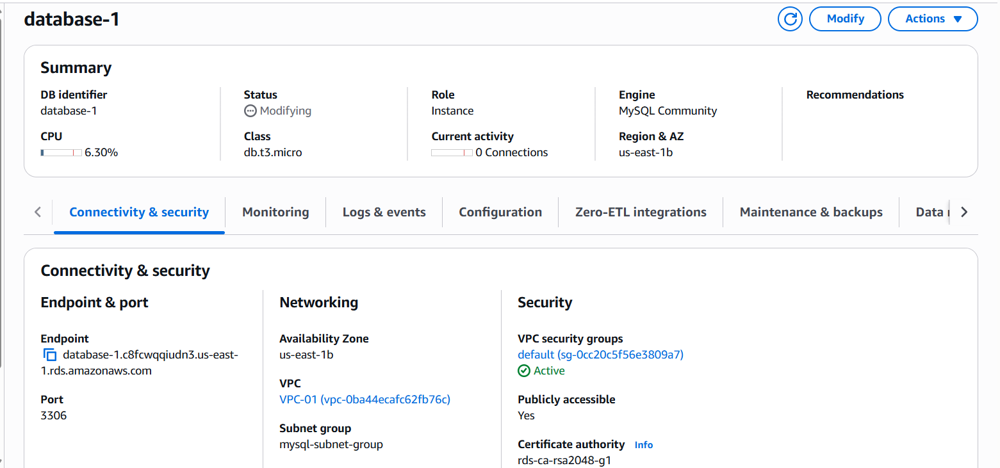 database-1
Modify
Actions
Summary
DB identifier
database-1
Status
Modifying
Role
Instance
Engine
MySQL Community
Recommendations
CPU
6.30%
Class
db.t3.micro
Current activity
0 Connections
Region & AZ
us-east-1b
Connectivity & security
Monitoring
Logs & events
Configuration
Zero-ETL integrations
Maintenance & backups
Data
Connectivity & security
Endpoint & port
Endpoint
database-1.c8fcwqqiudn3.us-east-
1.rds.amazonaws.com
Port
3306
Networking
Availability Zone
us-east-1b
VPC
VPC-01 (vpc-0ba44ecafc62fb76c)
Subnet group
mysql-subnet-group
Security
VPC security groups
default (sg-0cc20c5f56e3809a7)
Active
Publicly accessible
Yes
Certificate authority Info
rds-ca-rsa2048-g1